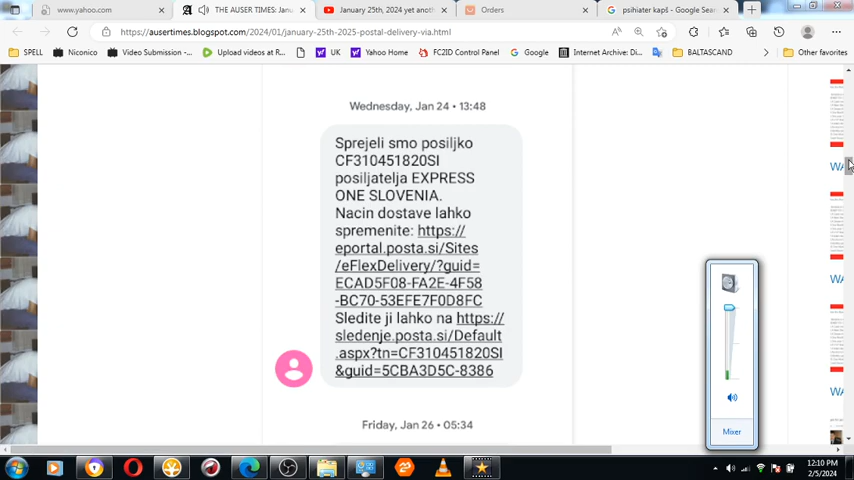 www.yahoo.com
THE AUSER TIMES: Janu
January 25th, 2024 yet anoth
Orders
psihiater kapš - Google Sear
https://ausertimes.blogspot.com/2024/01/january-25th-2025-postal-delivery-via.html
SPELL
Niconico
Video Submission -...
Upload videos at R...
UK
Yahoo Home
FC2ID Control Panel
Google
Internet Archive: Di...
BALTASCAND
Other favorites
Wednesday, Jan 24 • 13:48
Sprejeli smo posiljko
CF310451820SI
posiljatelja EXPRESS
ONE SLOVENIA.
Nacin dostave lahko
spremenite: https://
eportal.posta.si/Sites
/eFlexDelivery/?guid=
ECAD5F08-FA2E-4F58
-BC70-53EFE7F0D8FC
Sledite ji lahko na https://
sledenje.posta.si/Default
.aspx?tn=CF310451820SI
&guid=5CBA3D5C-8386
Friday, Jan 26 • 05:34
WA
WA
WA
Mixer
12:10 PM
2/5/2024